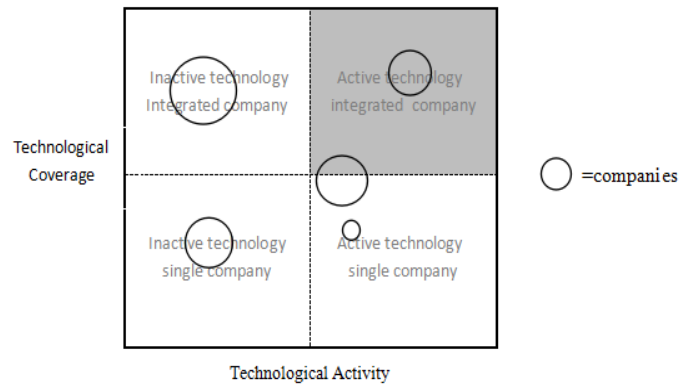 Inactive technology
Integrated company
Active technology
integrated company
Technological
Coverage
=companies
Inactive technology
single company
Active technology
single company
Technological Activity